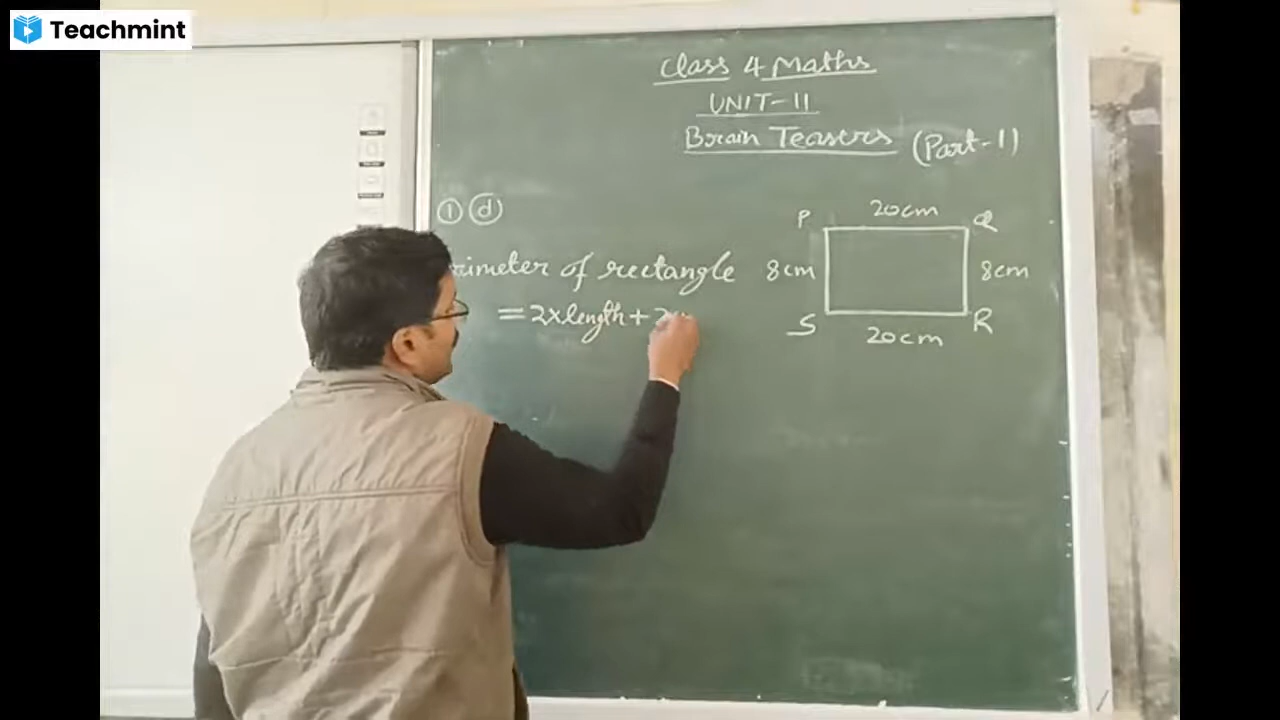 Teachmint
Class 4 Maths
UNIT-11
Brain Teasers (Part-1)
① ⓓ
P 20cm Q
rimeter of rectangle
8cm 8cm
= 2×length + 2×
S R
20cm